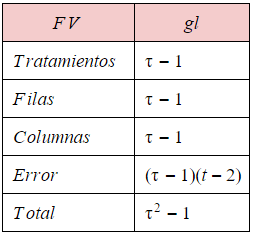 FV gl
Tratamientos τ − 1
Filas τ − 1
Columnas τ − 1
Error (τ − 1)(t − 2)
Total τ² − 1